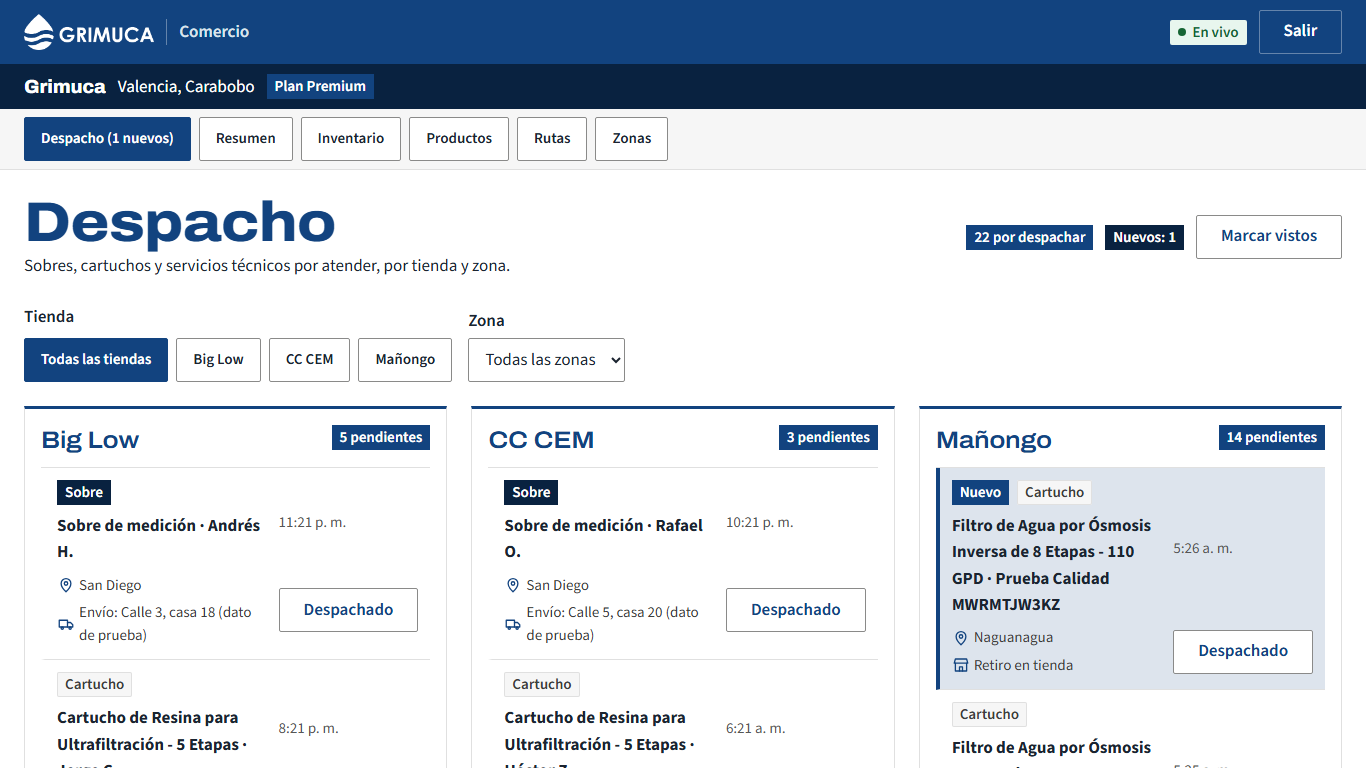 GRIMUCA
Comercio
En vivo
Salir
Grimuca
Valencia, Carabobo
Plan Premium
Despacho (1 nuevos)
Resumen
Inventario
Productos
Rutas
Zonas
Despacho
Sobres, cartuchos y servicios técnicos por atender, por tienda y zona.
22 por despachar
Nuevos: 1
Marcar vistos
Tienda
Todas las tiendas
Big Low
CC CEM
Mañongo
Zona
Todas las zonas
Big Low
5 pendientes
Sobre
Sobre de medición · Andrés
H.
11:21 p. m.
San Diego
Envío: Calle 3, casa 18 (dato
de prueba)
Despachado
Cartucho
Cartucho de Resina para
Ultrafiltración - 5 Etapas ·
8:21 p. m.
CC CEM
3 pendientes
Sobre
Sobre de medición · Rafael
O.
10:21 p. m.
San Diego
Envío: Calle 5, casa 20 (dato
de prueba)
Despachado
Cartucho
Cartucho de Resina para
Ultrafiltración - 5 Etapas ·
6:21 a. m.
Mañongo
14 pendientes
Nuevo
Cartucho
Filtro de Agua por Ósmosis
Inversa de 8 Etapas - 110
GPD · Prueba Calidad
MWRMTJW3KZ
5:26 a. m.
Naguanagua
Retiro en tienda
Despachado
Cartucho
Filtro de Agua por Ósmosis